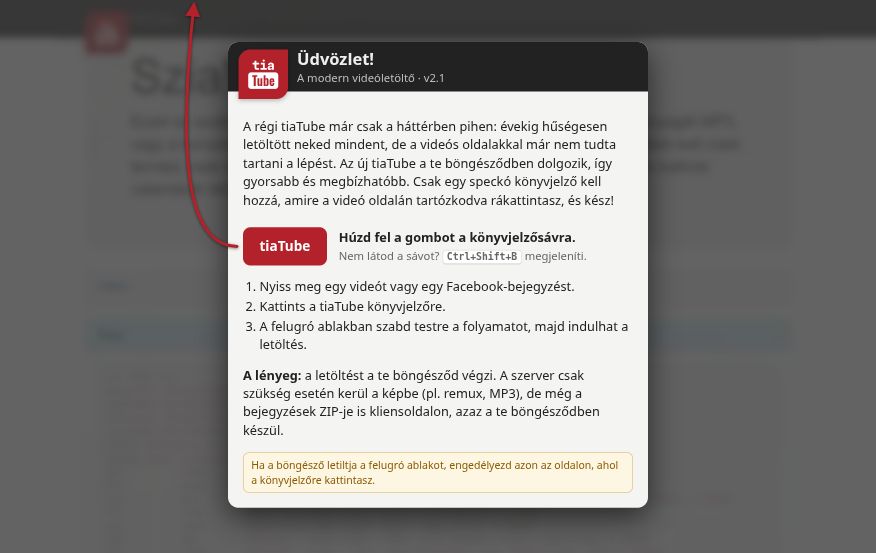 tia
Tube
Üdvözlet!
A modern videóletöltő · v2.1
A régi tiaTube már csak a háttérben pihen: évekig hűségesen
letöltött neked mindent, de a videós oldalakkal már nem tudta
tartani a lépést. Az új tiaTube a te böngésződben dolgozik, így
gyorsabb és megbízhatóbb. Csak egy speckó könyvjelző kell
hozzá, amire a videó oldalán tartózkodva rákattintasz, és kész!
tiaTube
Húzd fel a gombot a könyvjelzősávra.
Nem látod a sávot? Ctrl+Shift+B megjeleníti.
1. Nyiss meg egy videót vagy egy Facebook-bejegyzést.
2. Kattints a tiaTube könyvjelzőre.
3. A felugró ablakban szabd testre a folyamatot, majd indulhat a
letöltés.
A lényeg: a letöltést a te böngésződ végzi. A szerver csak
szükség esetén kerül a képbe (pl. remux, MP3), de még a
bejegyzések ZIP-je is kliensoldalon, azaz a te böngésződben
készül.
Ha a böngésző letiltja a felugró ablakot, engedélyezd azon az oldalon, ahol
a könyvjelzőre kattintasz.